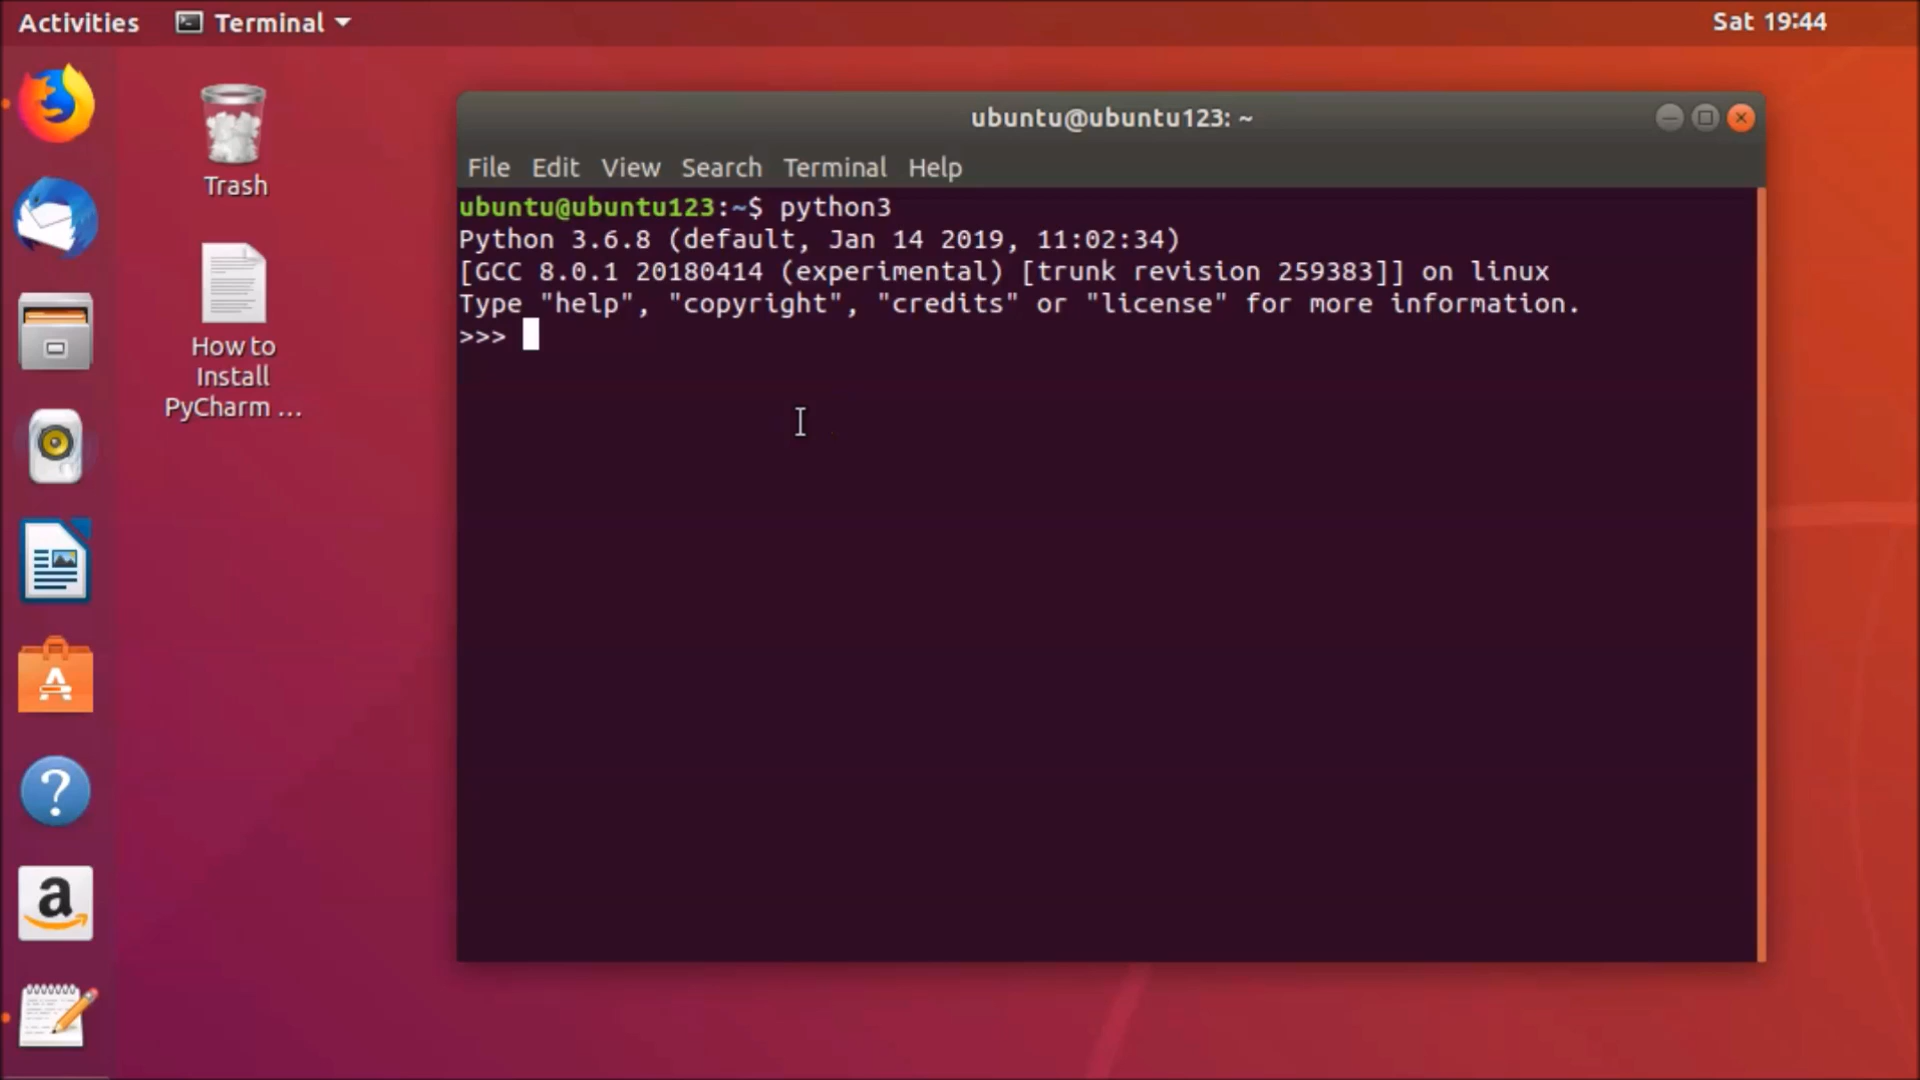 Activities
Terminal
Sat 19:44
Trash
How to
Install
PyCharm ...
ubuntu@ubuntu123: ~
File Edit View Search Terminal Help
ubuntu@ubuntu123:~$ python3
Python 3.6.8 (default, Jan 14 2019, 11:02:34)
[GCC 8.0.1 20180414 (experimental) [trunk revision 259383]] on linux
Type "help", "copyright", "credits" or "license" for more information.
>>>